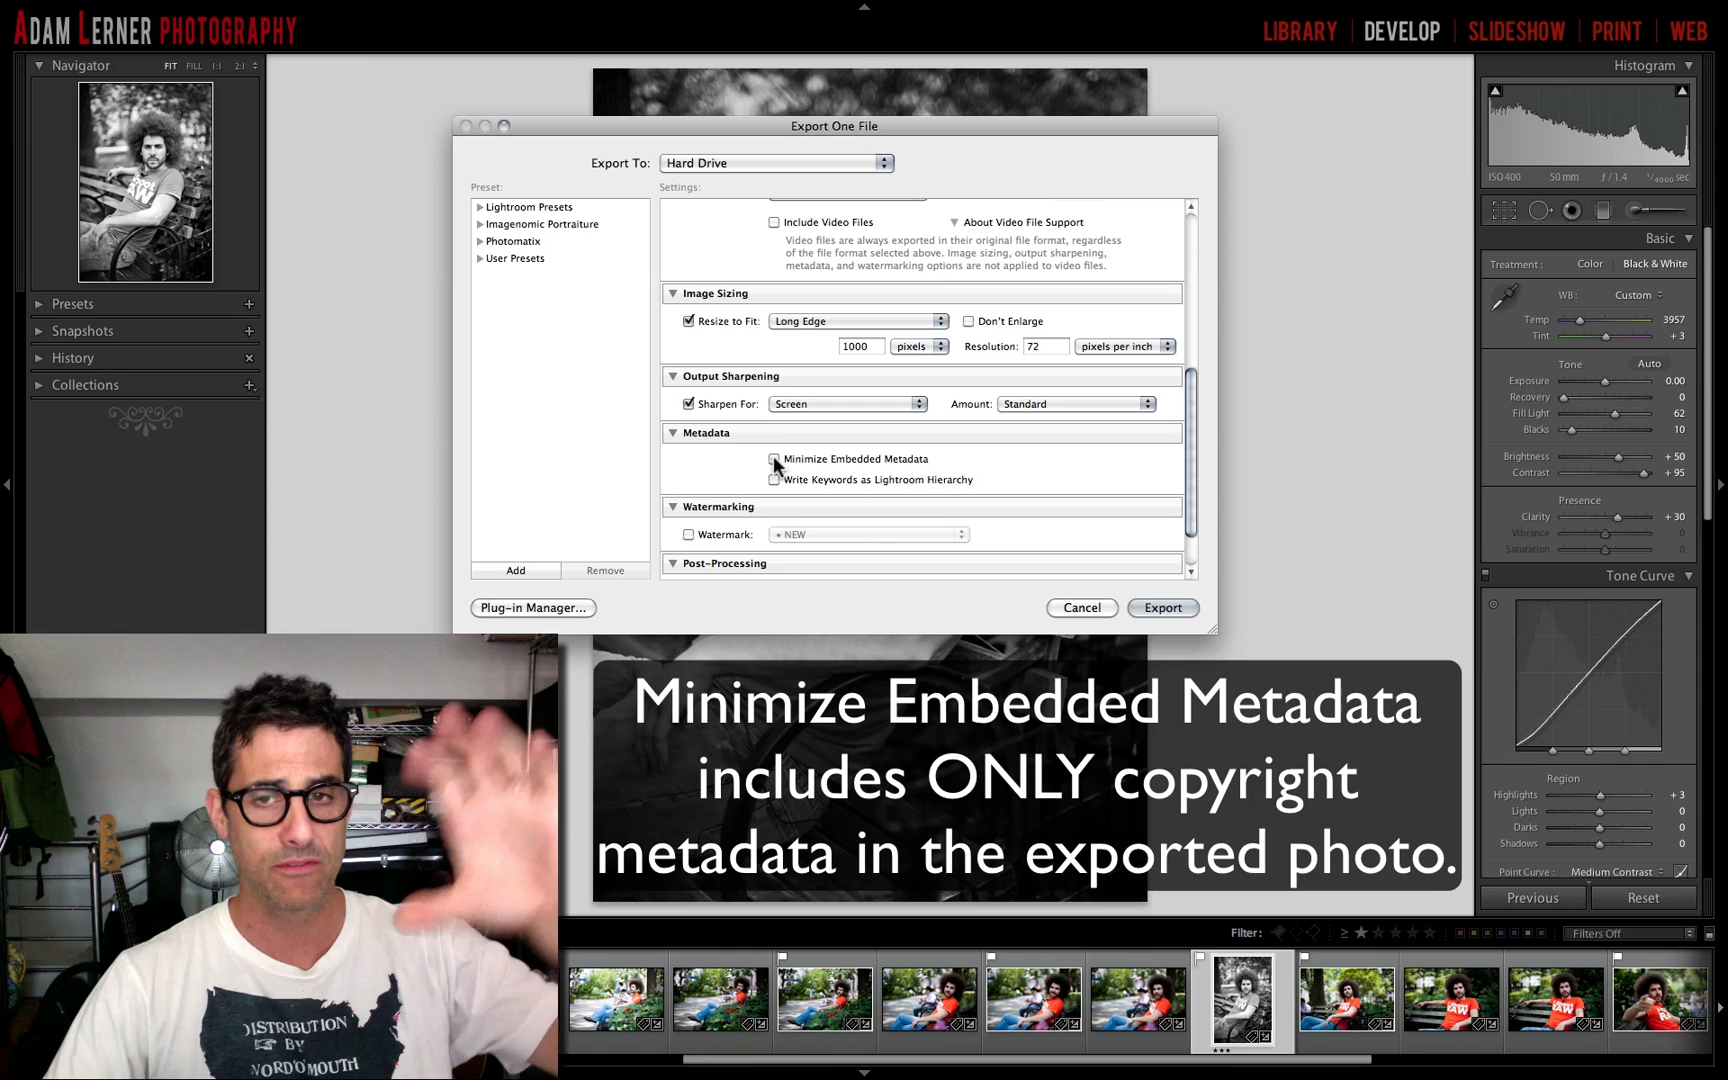 ADAM LERNER PHOTOGRAPHY
LIBRARY | DEVELOP | SLIDESHOW | PRINT | WEB
Navigator FIT FILL 1:1 2:1
Presets
Snapshots
History
Collections
Export One File
Export To: Hard Drive
Preset:
Lightroom Presets
Imagenomic Portraiture
Photomatix
User Presets
Add Remove
Settings:
Include Video Files About Video File Support
Video files are always exported in their original file format, regardless
of the file format selected above. Image sizing, output sharpening,
metadata, and watermarking options are not applied to video files.
Image Sizing
Resize to Fit: Long Edge Don't Enlarge
1000 pixels Resolution: 72 pixels per inch
Output Sharpening
Sharpen For: Screen Amount: Standard
Metadata
Minimize Embedded Metadata
Write Keywords as Lightroom Hierarchy
Watermarking
Watermark: • NEW
Post-Processing
Plug-in Manager... Cancel Export
Histogram
ISO 400 50 mm ƒ / 1.4 1/4000 sec
Basic
Treatment : Color Black & White
WB: Custom
Temp 3957
Tint + 3
Tone Auto
Exposure 0.00
Recovery 0
Fill Light 62
Blacks 10
Brightness + 50
Contrast + 95
Presence
Clarity + 30
Vibrance 0
Saturation 0
Tone Curve
Region
Highlights + 3
Lights 0
Darks 0
Shadows 0
Point Curve : Medium Contrast
Previous Reset
Minimize Embedded Metadata
includes ONLY copyright
metadata in the exported photo.
DISTRIBUTION
BY
WORD O' MOUTH
Filter : ≥ Filters Off